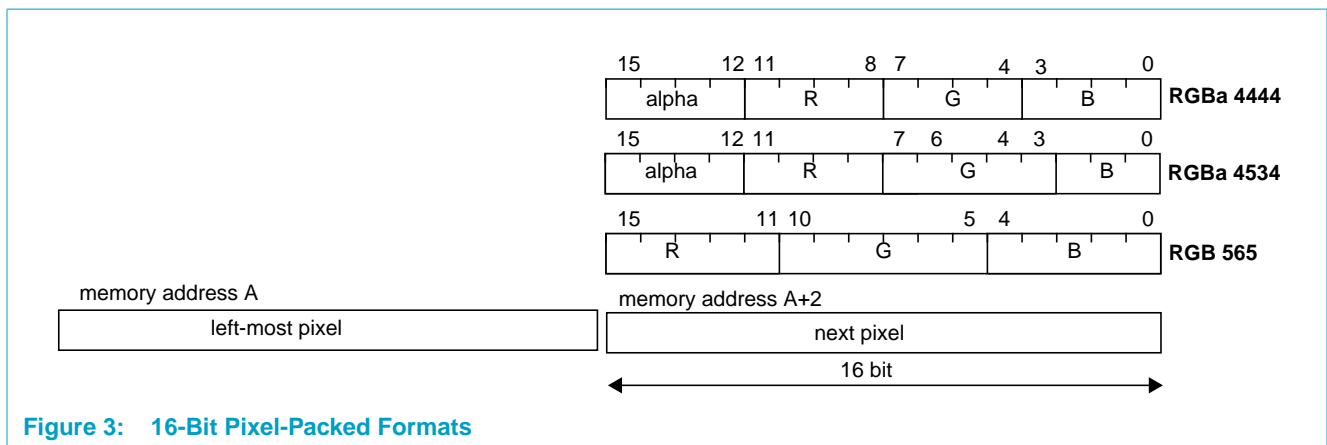 15 12 11 8 7 4 3 0
alpha R G B RGBa 4444
15 12 11 7 6 4 3 0
alpha R G B RGBa 4534
15 11 10 5 4 0
R G B RGB 565
memory address A memory address A+2
left-most pixel next pixel
16 bit
Figure 3: 16-Bit Pixel-Packed Formats